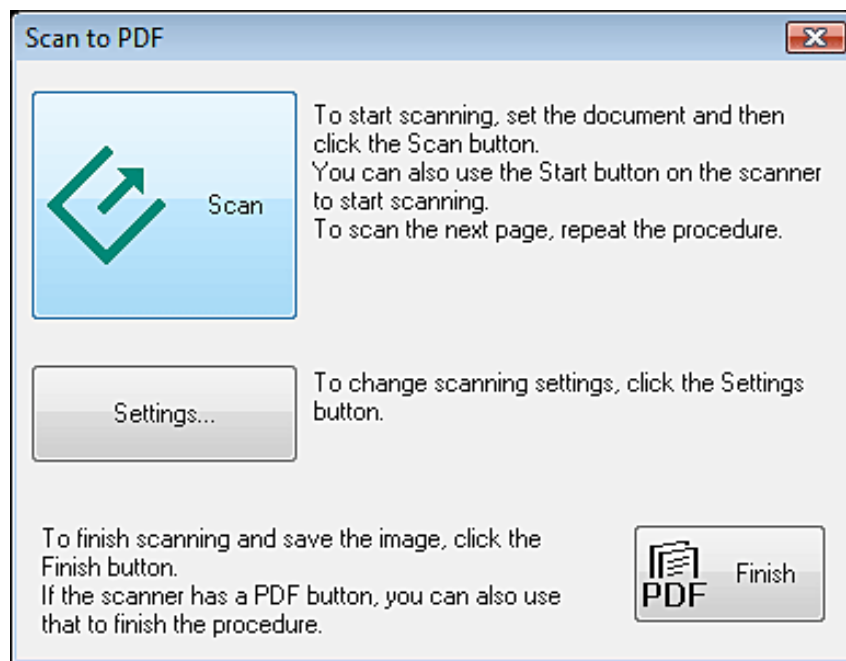 Scan to PDF
Scan
To start scanning, set the document and then
click the Scan button.
You can also use the Start button on the scanner
to start scanning.
To scan the next page, repeat the procedure.
Settings...
To change scanning settings, click the Settings
button.
To finish scanning and save the image, click the
Finish button.
If the scanner has a PDF button, you can also use
that to finish the procedure.
PDF
Finish